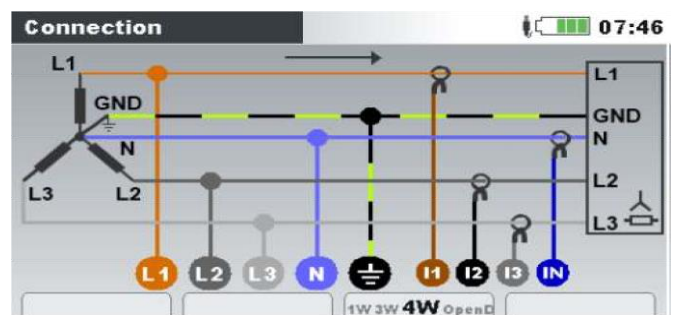 Connection 07:46
L1 L1
GND GND
N N
L3 L2 L2
L3
L1 L2 L3 N I1 I2 I3 IN
1W 3W 4W OpenD